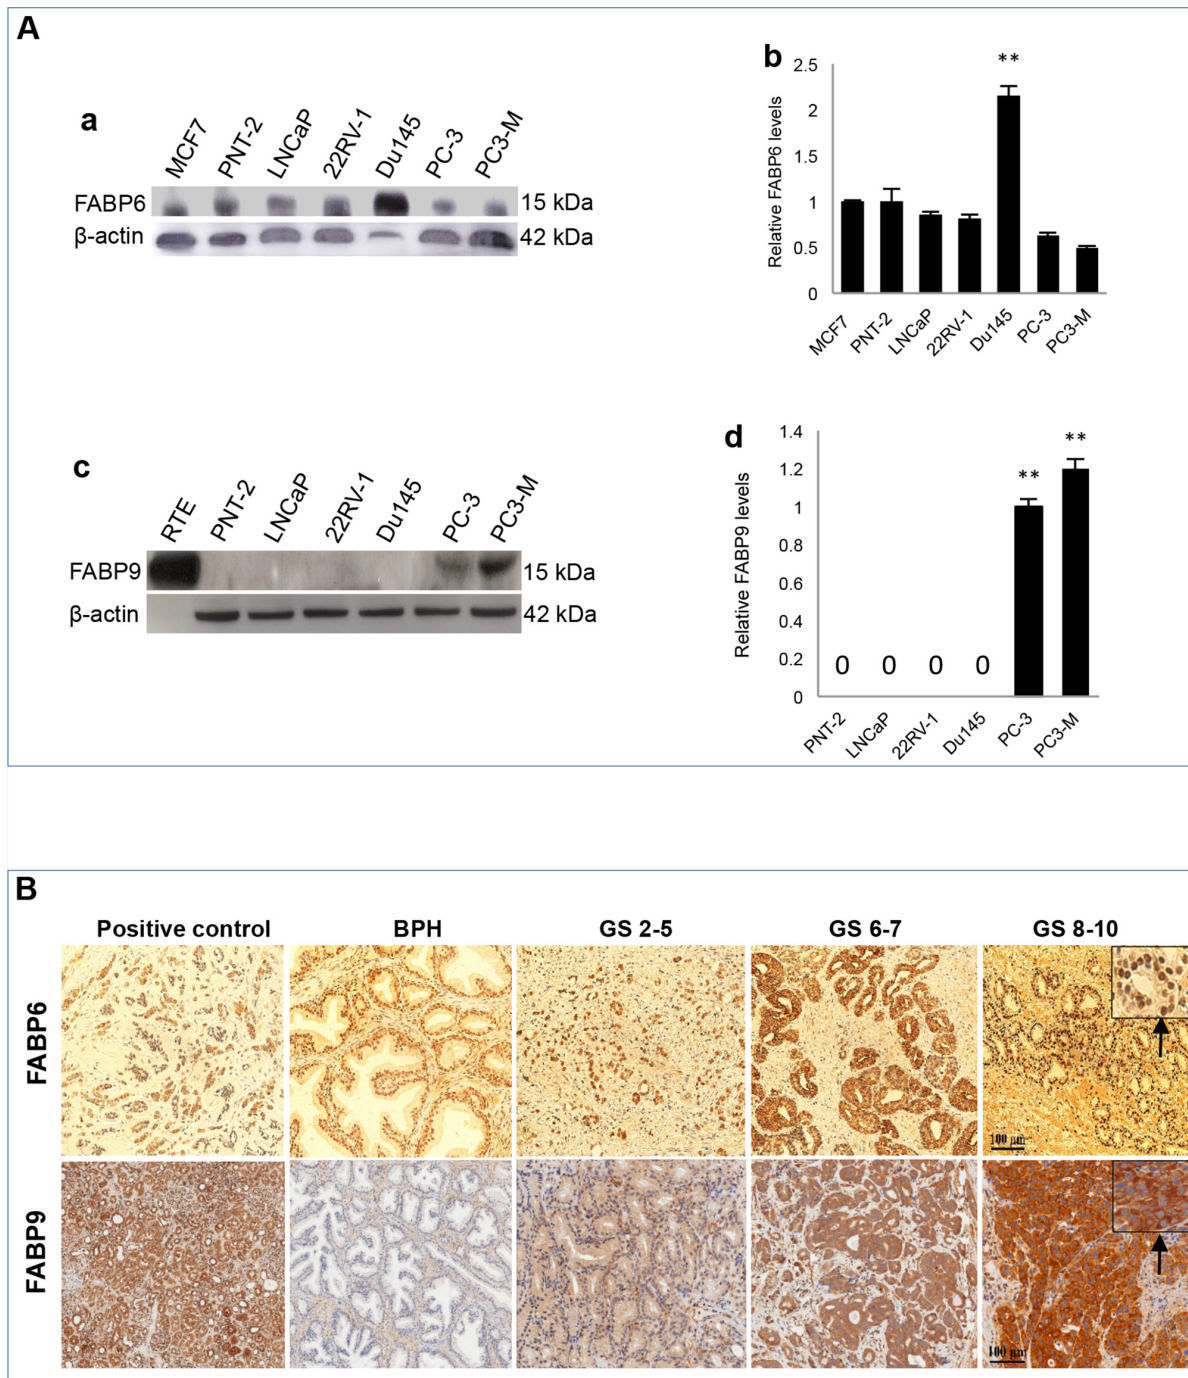 A
a
MCF7 PNT-2 LNCaP 22RV-1 Du145 PC-3 PC3-M
FABP6 15 kDa
β-actin 42 kDa
b
Relative FABP6 levels
2.5
2
1.5
1
0.5
0
**
MCF7 PNT-2 LNCaP 22RV-1 Du145 PC-3 PC3-M
c
RTE PNT-2 LNCaP 22RV-1 Du145 PC-3 PC3-M
FABP9 15 kDa
β-actin 42 kDa
d
Relative FABP9 levels
1.4
1.2
1
0.8
0.6
0.4
0.2
0
0 0 0 0 ** **
PNT-2 LNCaP 22RV-1 Du145 PC-3 PC3-M
B
Positive control BPH GS 2-5 GS 6-7 GS 8-10
FABP6
100 µm
FABP9
100 µm